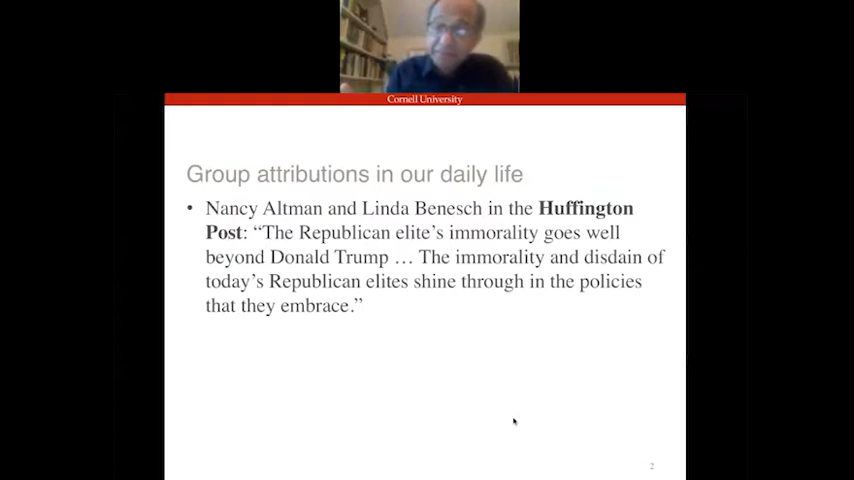 Cornell University
Group attributions in our daily life
• Nancy Altman and Linda Benesch in the Huffington
Post: “The Republican elite’s immorality goes well
beyond Donald Trump … The immorality and disdain of
today’s Republican elites shine through in the policies
that they embrace.”
2